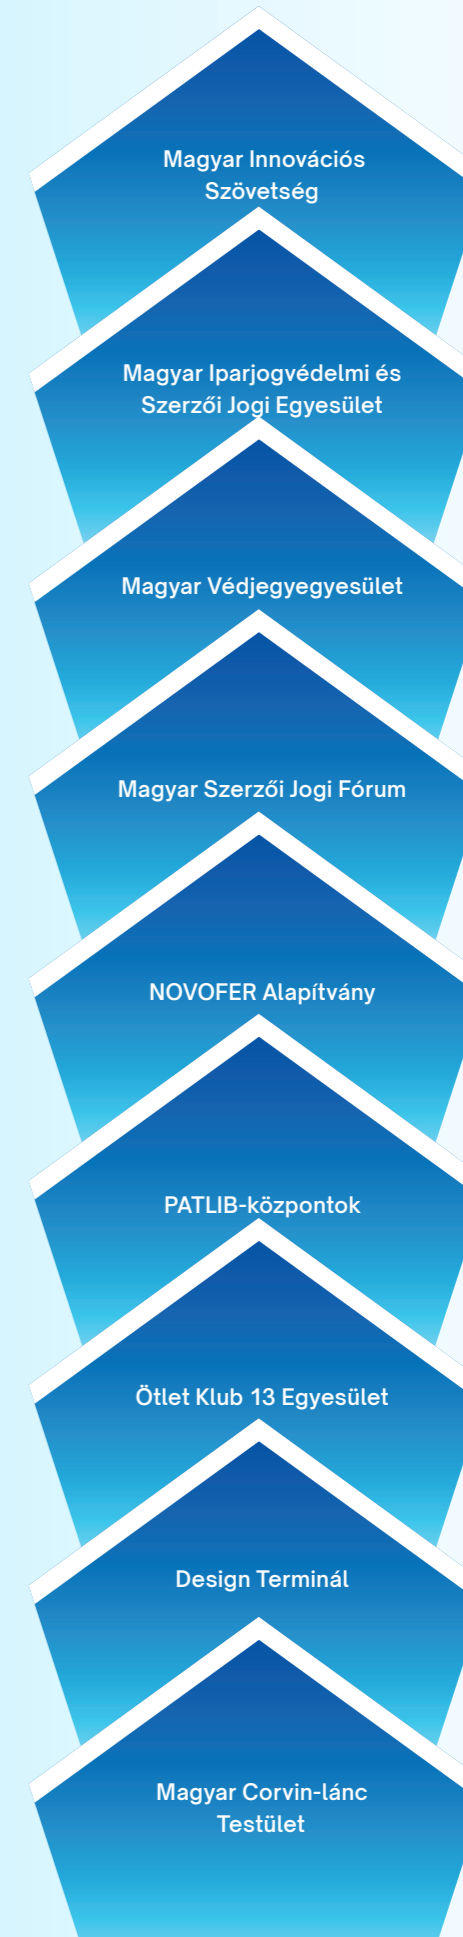 Magyar Innovációs
Szövetség
Magyar Iparjogvédelmi és
Szerzői Jogi Egyesület
Magyar Védjegyegyesület
Magyar Szerzői Jogi Fórum
NOVOFER Alapítvány
PATLIB-központok
Ötlet Klub 13 Egyesület
Design Terminál
Magyar Corvin-lánc
Testület